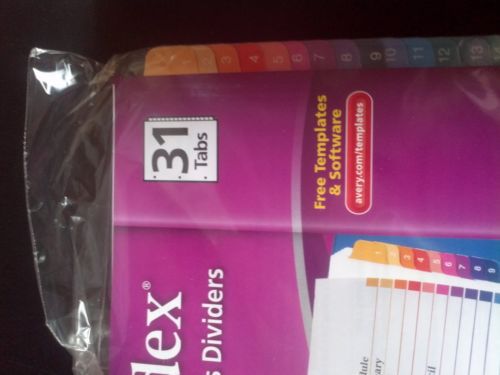 1 2 3 4 5 6 7 8 9 10 11 12 13
31
Tabs
Free Templates
& Software
avery.com/templates
dex®
s Dividers
1
2
3
4
5
6
7
8
9